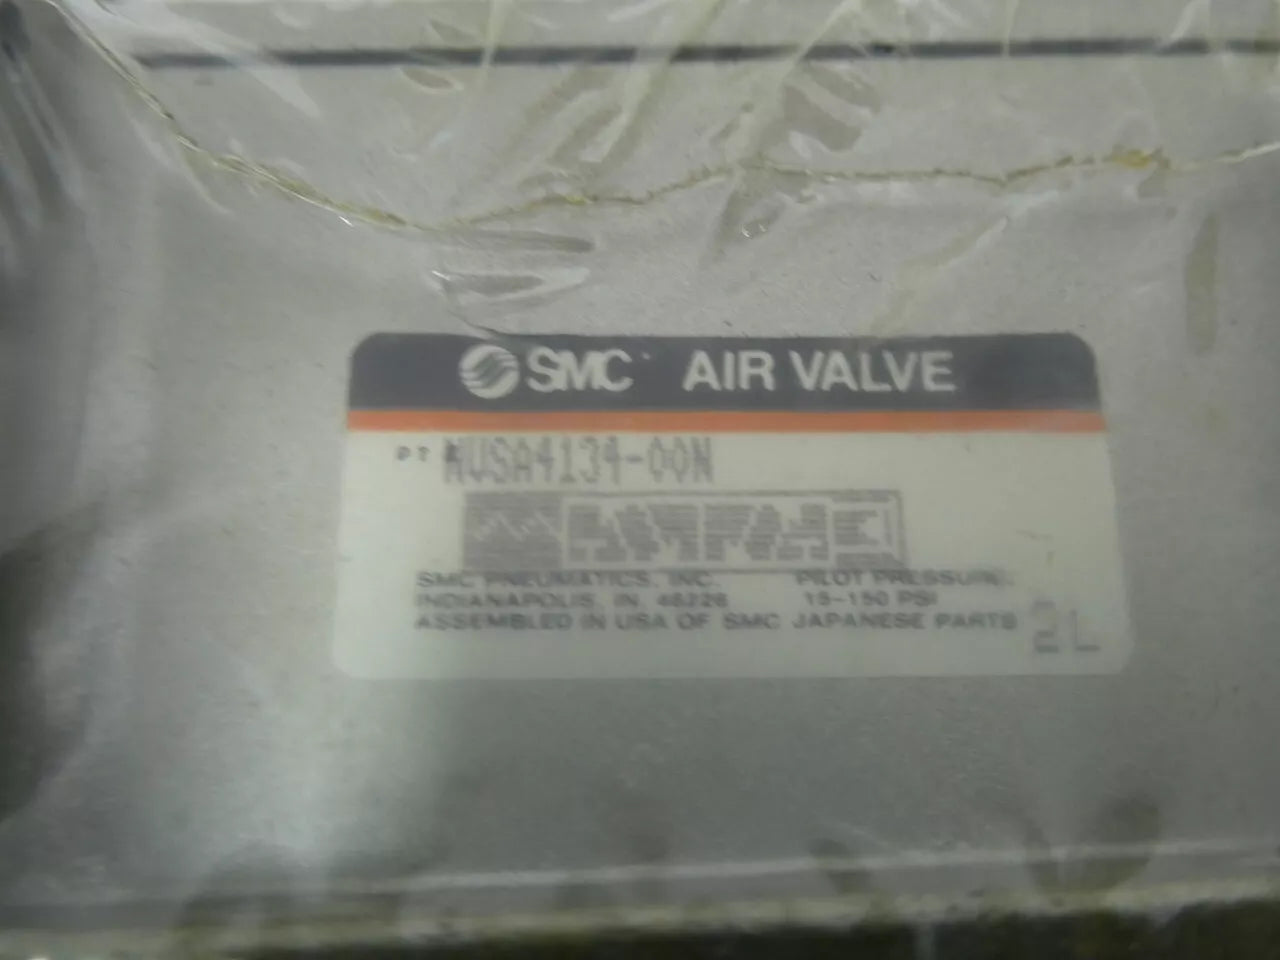 SMC AIR VALVE
NVSA4134-00N
SMC PNEUMATICS, INC. PILOT PRESSURE:
INDIANAPOLIS, IN 46226 15-150 PSI
ASSEMBLED IN USA OF SMC JAPANESE PARTS
2L